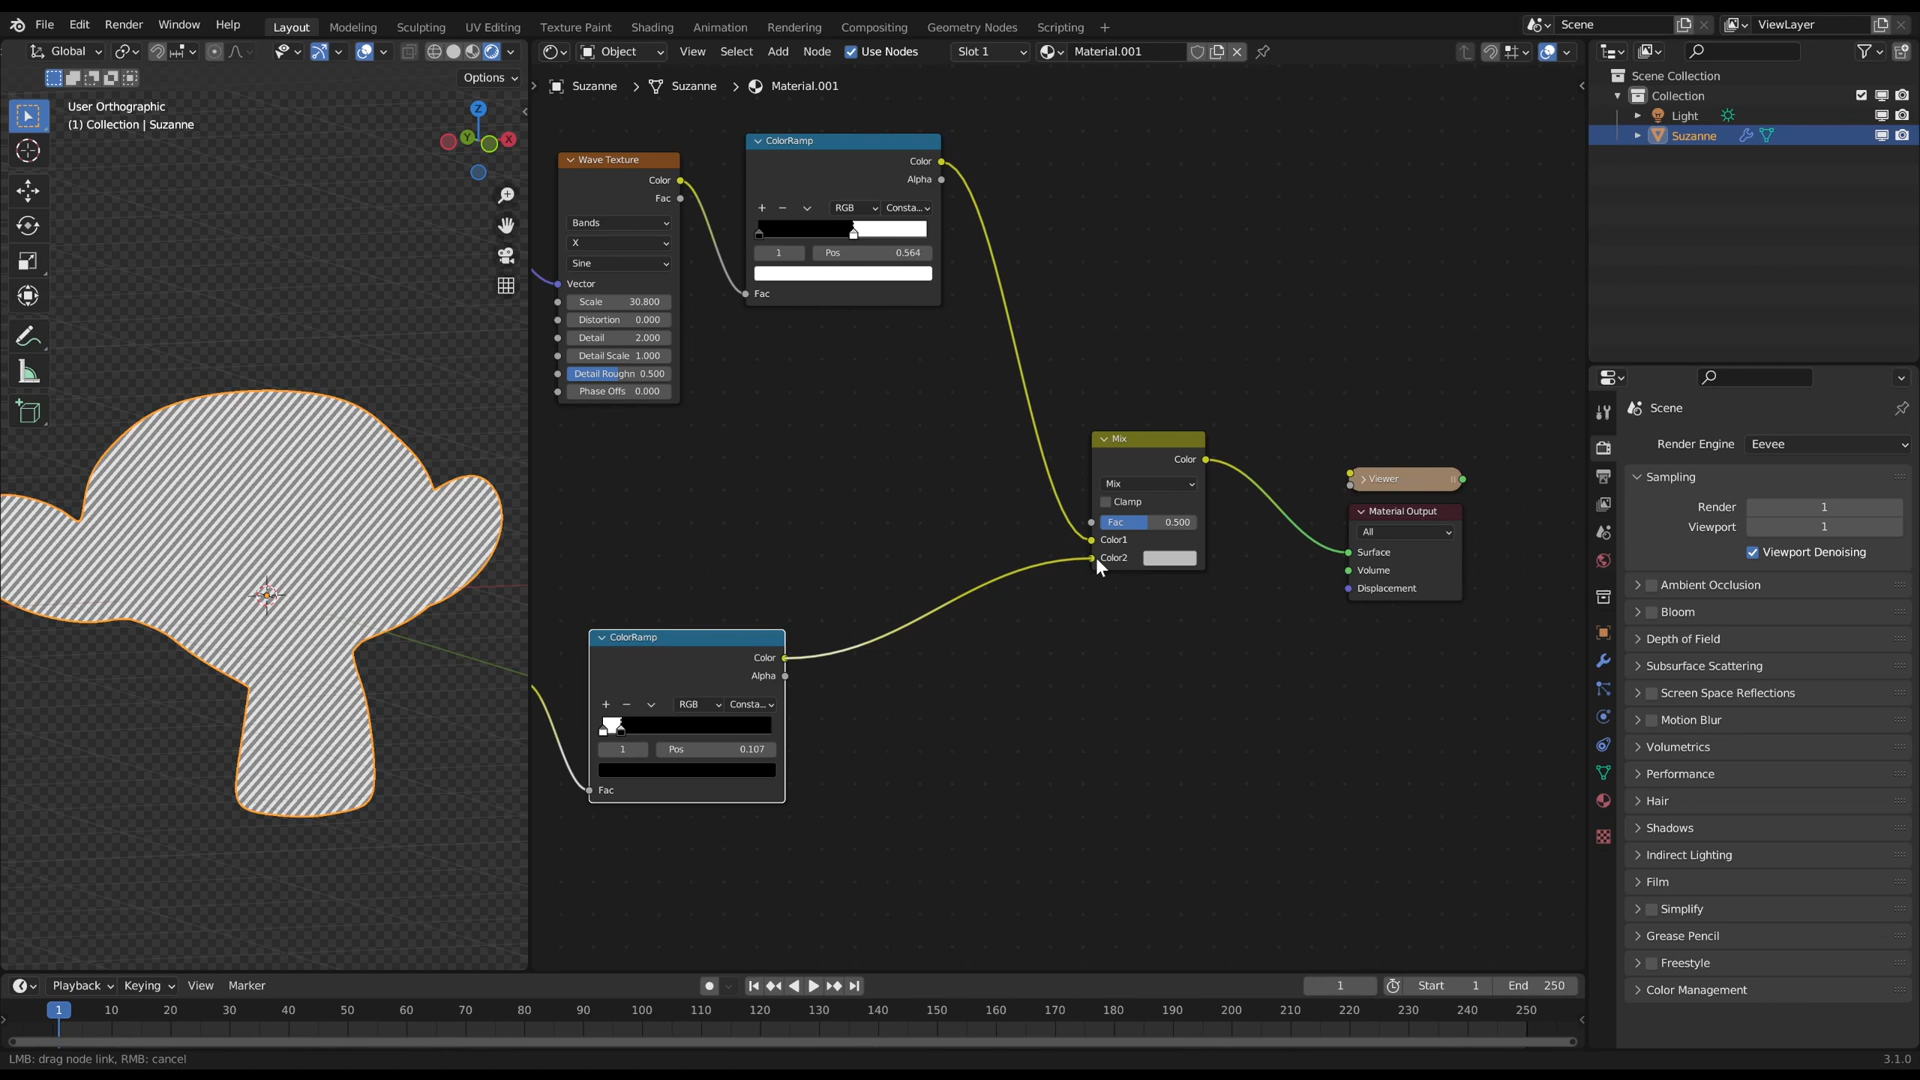 File Edit Render Window Help Layout Modeling Sculpting UV Editing Texture Paint Shading Animation Rendering Compositing Geometry Nodes Scripting + Scene ViewLayer
Global Object View Select Add Node Use Nodes Slot 1 Material.001
Options
User Orthographic
(1) Collection | Suzanne
Z
Y
X
Suzanne > Suzanne > Material.001
Wave Texture
Color
Fac
Bands
X
Sine
Vector
Scale 30.800
Distortion 0.000
Detail 2.000
Detail Scale 1.000
Detail Roughn 0.500
Phase Offs 0.000
ColorRamp
Color
Alpha
RGB Consta...
1 Pos 0.564
Fac
Mix
Color
Mix
Clamp
Fac 0.500
Color1
Color2
Viewer
Material Output
All
Surface
Volume
Displacement
ColorRamp
Color
Alpha
RGB Consta...
1 Pos 0.107
Fac
Scene Collection
Collection
Light
Suzanne
Scene
Render Engine Eevee
Sampling
Render 1
Viewport 1
Viewport Denoising
Ambient Occlusion
Bloom
Depth of Field
Subsurface Scattering
Screen Space Reflections
Motion Blur
Volumetrics
Performance
Hair
Shadows
Indirect Lighting
Film
Simplify
Grease Pencil
Freestyle
Color Management
Playback Keying View Marker 1 Start 1 End 250
1 10 20 30 40 50 60 70 80 90 100 110 120 130 140 150 160 170 180 190 200 210 220 230 240 250
LMB: drag node link, RMB: cancel 3.1.0